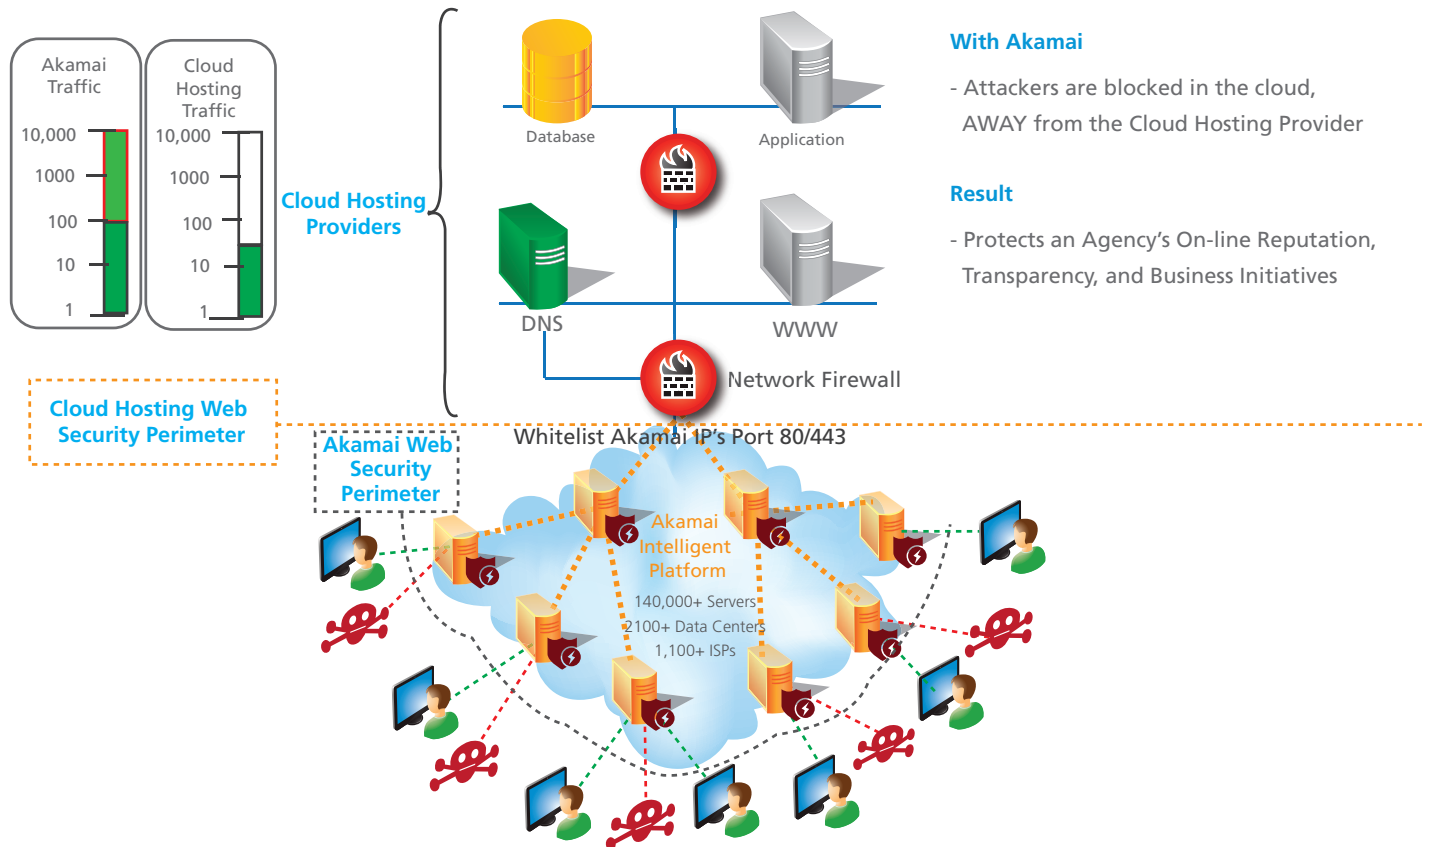 Akamai
Traffic
10,000
1000
100
10
1
Cloud
Hosting
Traffic
10,000
1000
100
10
1
Cloud Hosting
Providers
Database
Application
DNS
WWW
Network Firewall
With Akamai
- Attackers are blocked in the cloud,
AWAY from the Cloud Hosting Provider
Result
- Protects an Agency’s On-line Reputation,
Transparency, and Business Initiatives
Cloud Hosting Web
Security Perimeter
Akamai Web
Security
Perimeter
Whitelist Akamai IP’s Port 80/443
Akamai
Intelligent
Platform
140,000+ Servers
2100+ Data Centers
1,100+ ISPs